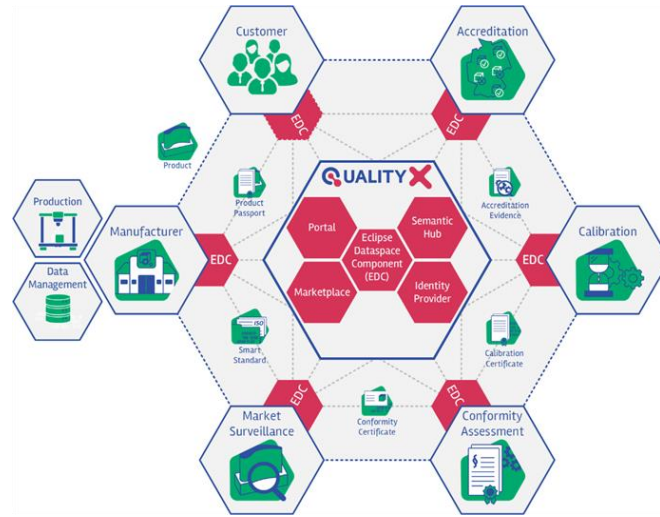 Customer
Accreditation
EDC
EDC
Product
Product
Passport
Accreditation
Evidence
QUALITY X
Portal
Semantic
Hub
Eclipse
Dataspace
Component
(EDC)
Marketplace
Identity
Provider
Production
Data
Management
Manufacturer
EDC
EDC
Calibration
ISO
Smart
Standard
Calibration
Certificate
EDC
EDC
Conformity
Certificate
Market
Surveillance
Conformity
Assessment
§